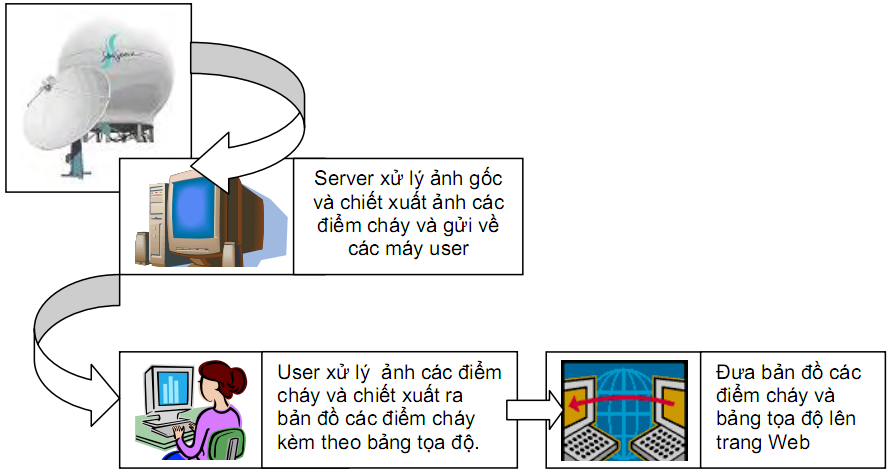 Server xử lý ảnh gốc
và chiết xuất ảnh các
điểm cháy và gửi về
các máy user
User xử lý ảnh các điểm
cháy và chiết xuất ra
bản đồ các điểm cháy
kèm theo bảng tọa độ.
Đưa bản đồ các
điểm cháy và
bảng tọa độ lên
trang Web